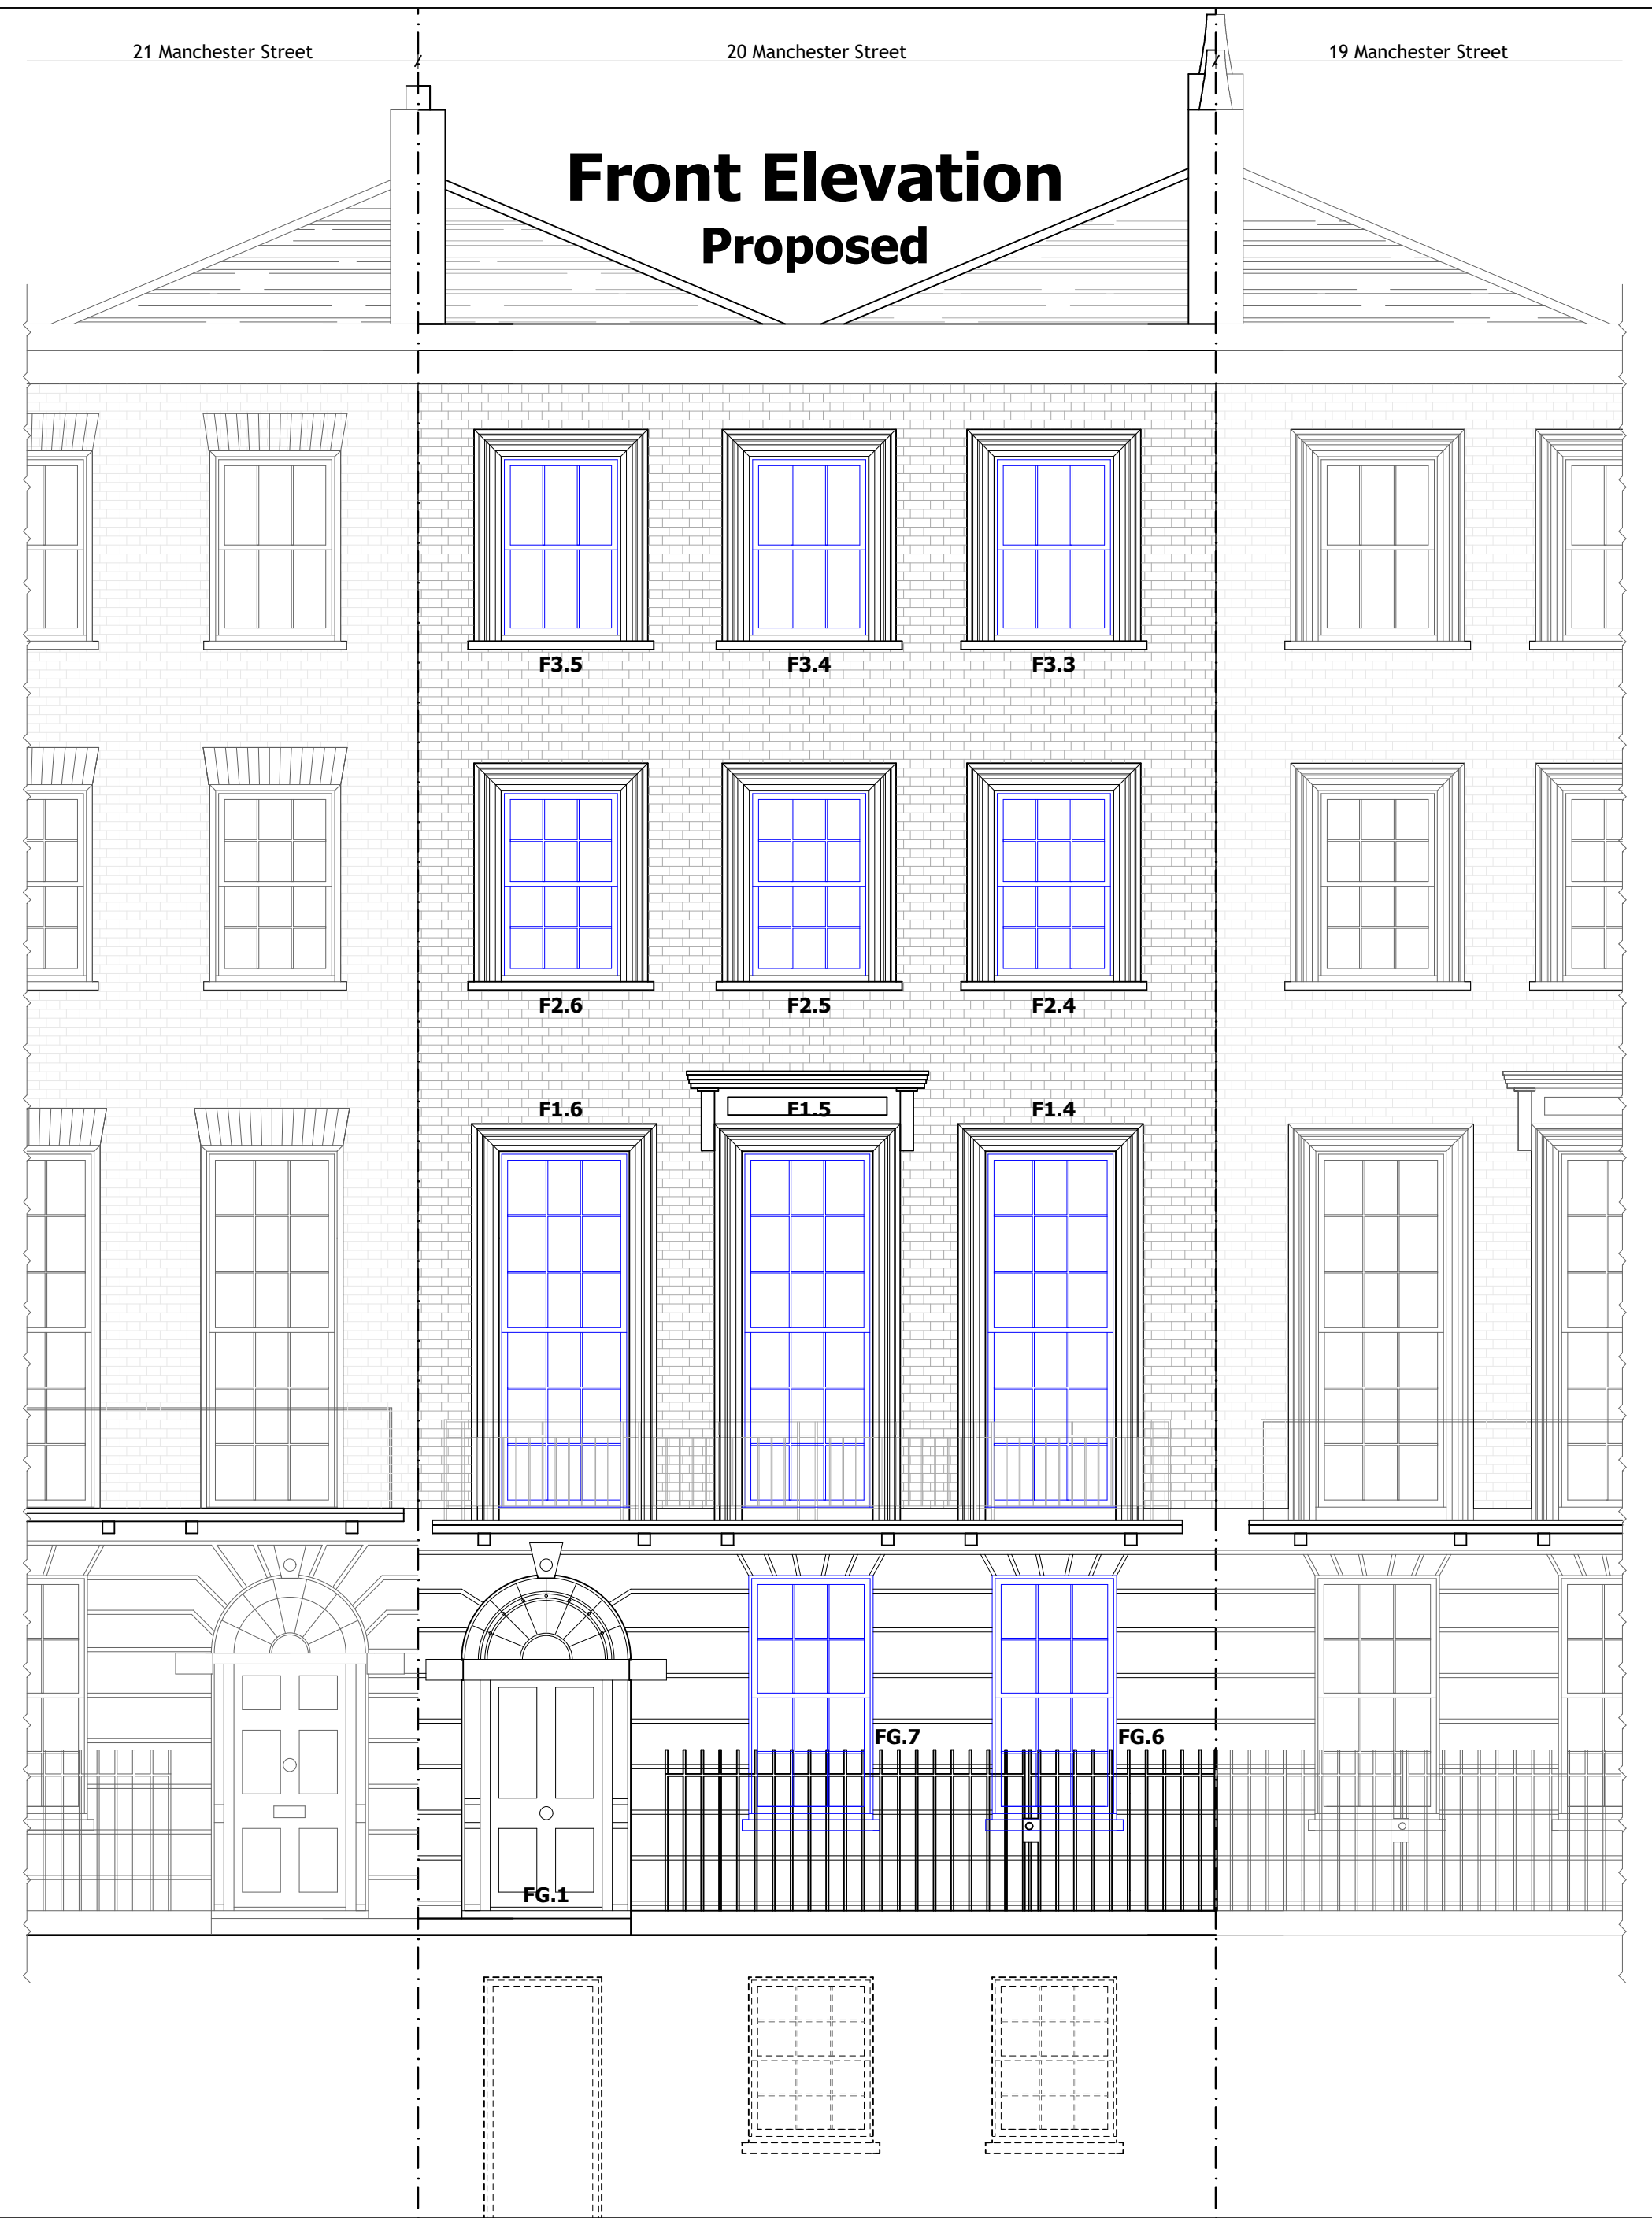 21 Manchester Street
20 Manchester Street
19 Manchester Street
Front Elevation
Proposed
F3.5
F3.4
F3.3
F2.6
F2.5
F2.4
F1.6
F1.5
F1.4
FG.7
FG.6
FG.1